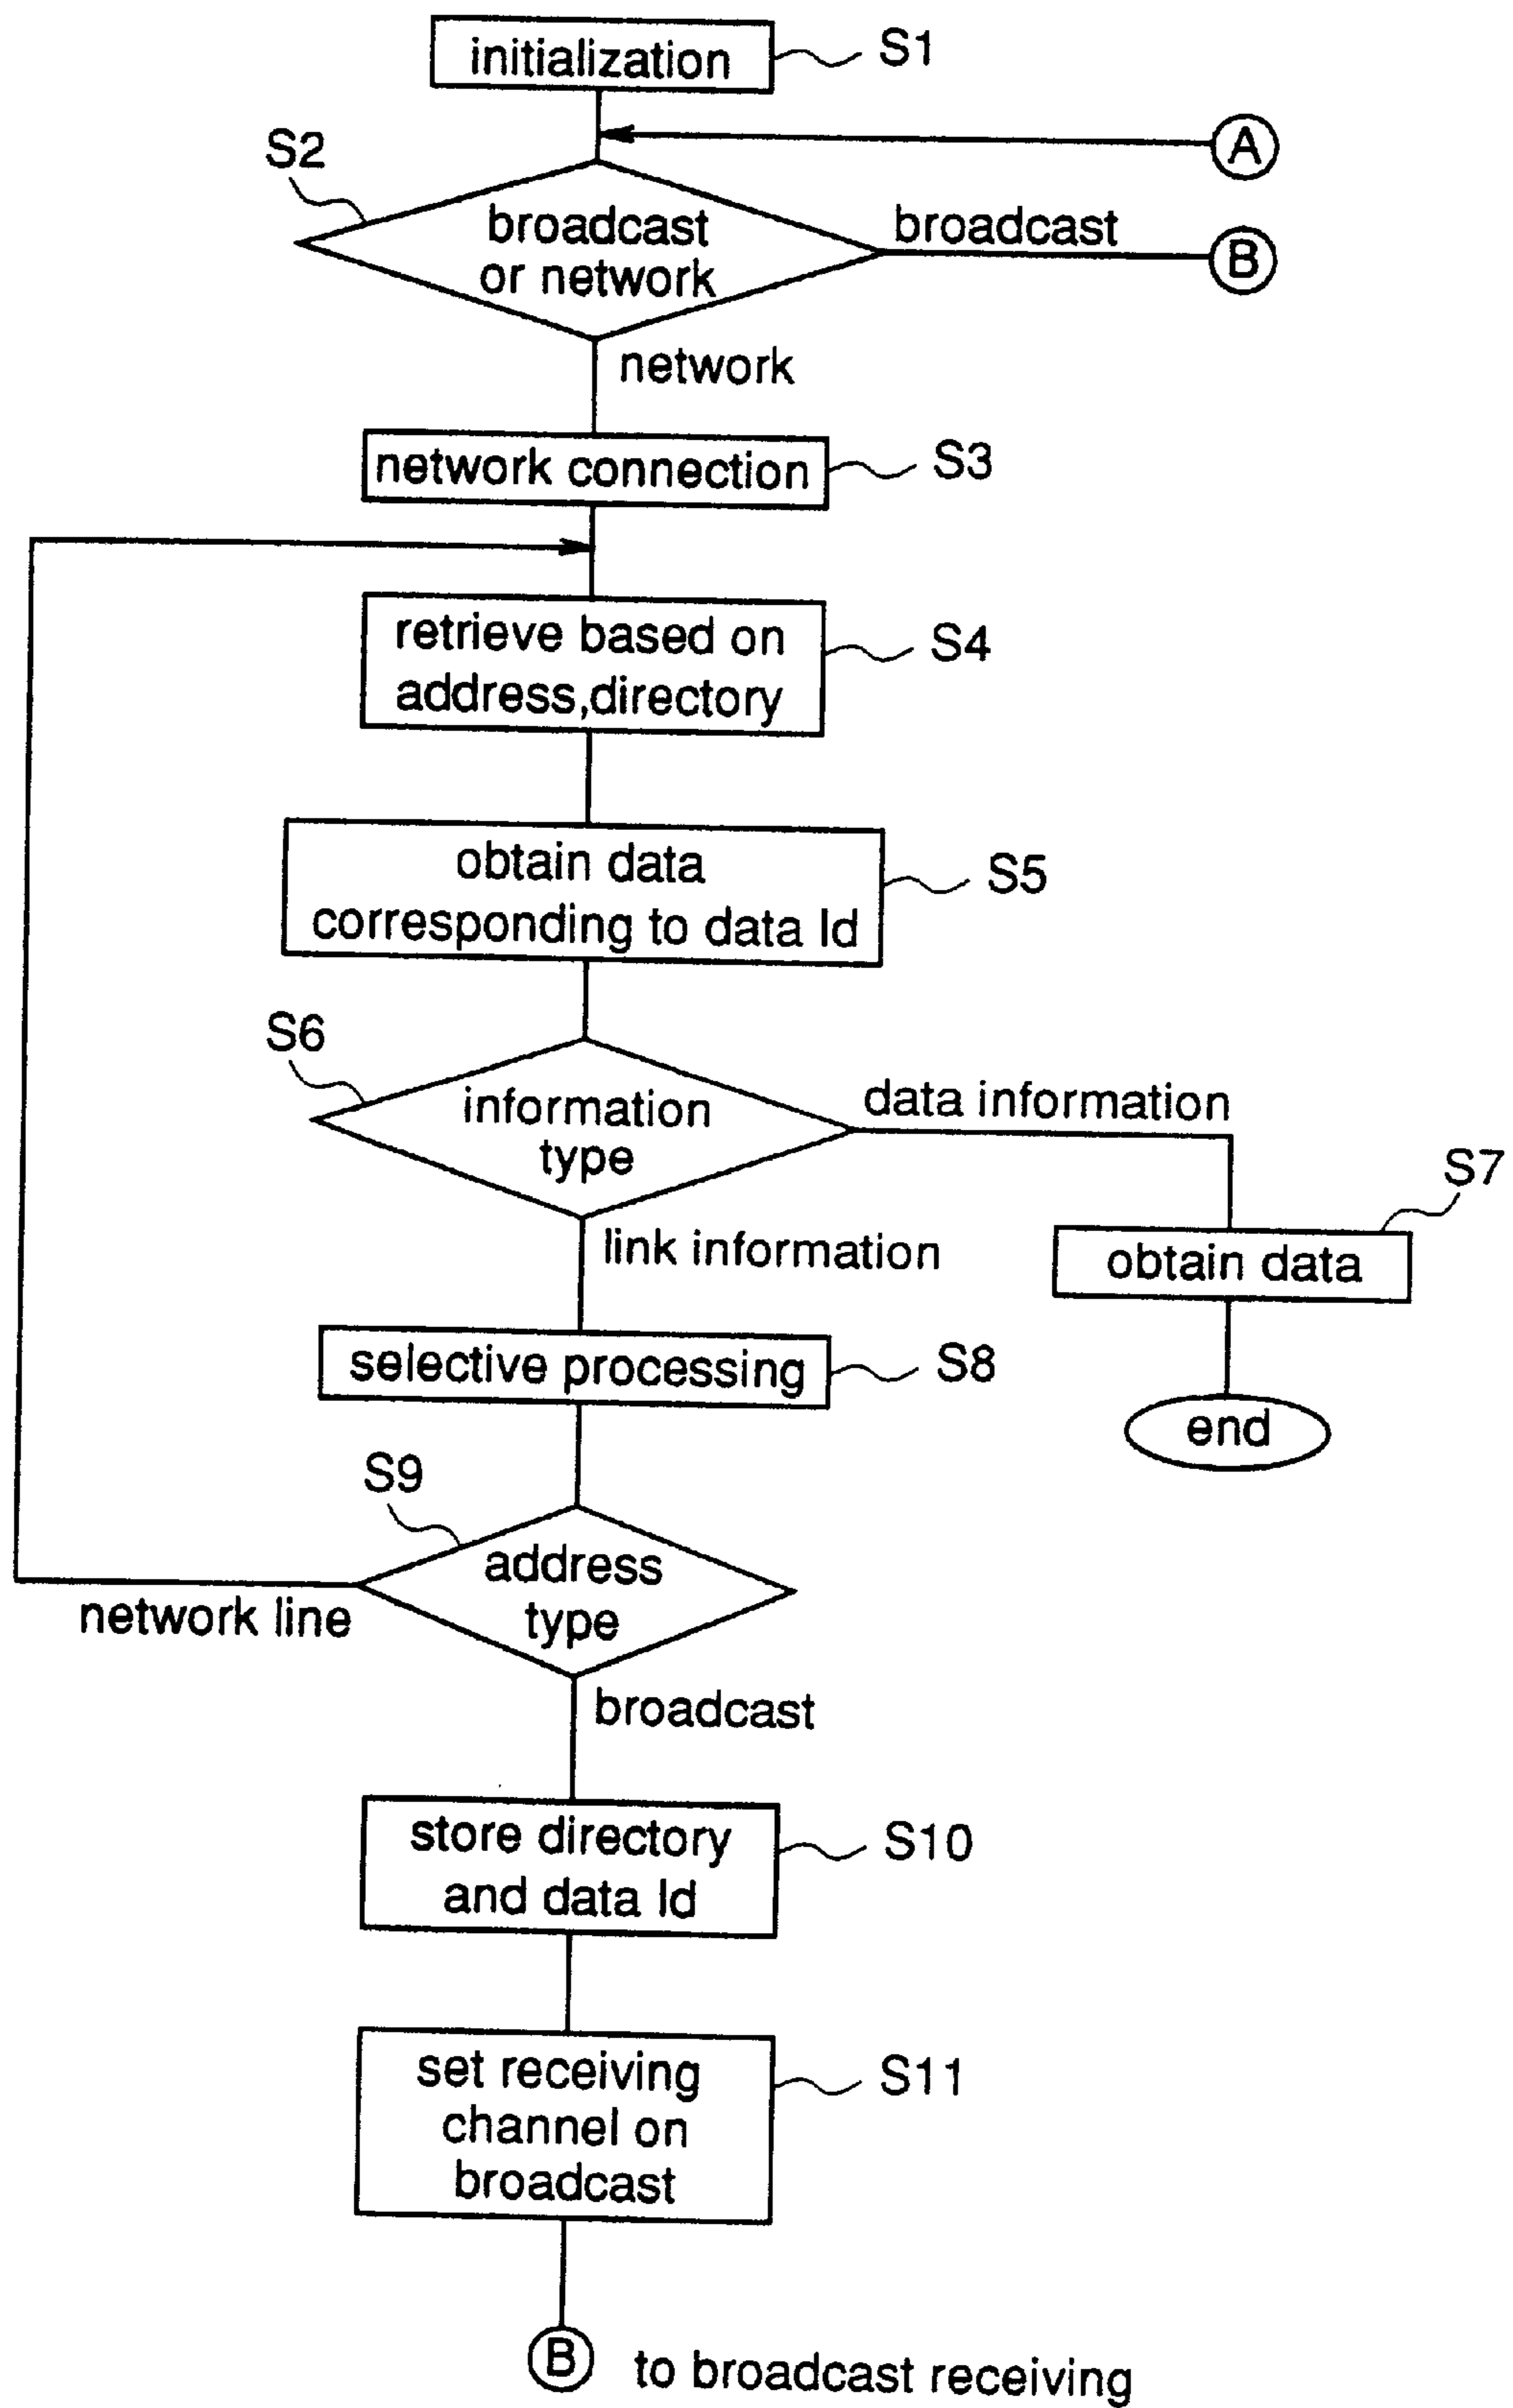 initialization
S1
A
S2
broadcast
or network
broadcast
B
network
network connection
S3
retrieve based on
address,directory
S4
obtain data
corresponding to data Id
S5
S6
information
type
data information
S7
link information
obtain data
selective processing
S8
end
S9
address
type
network line
broadcast
store directory
and data Id
S10
set receiving
channel on
broadcast
S11
B
to broadcast receiving